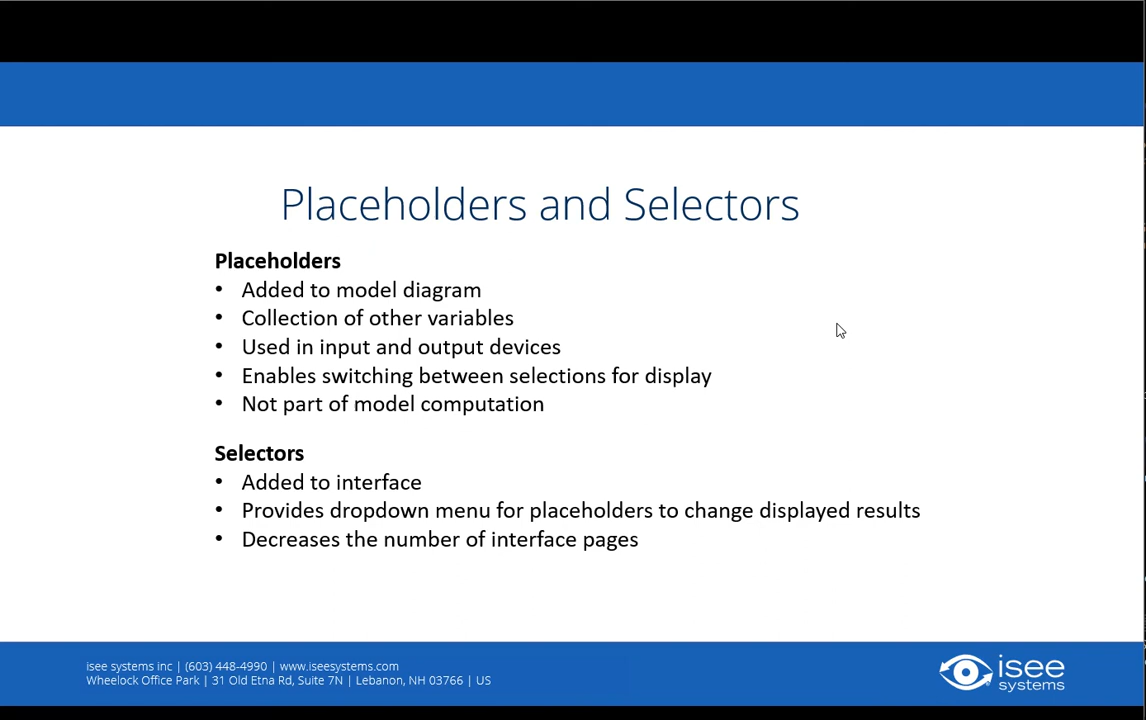 Placeholders and Selectors
Placeholders
• Added to model diagram
• Collection of other variables
• Used in input and output devices
• Enables switching between selections for display
• Not part of model computation
Selectors
• Added to interface
• Provides dropdown menu for placeholders to change displayed results
• Decreases the number of interface pages
isee systems inc | (603) 448-4990 | www.iseesystems.com
Wheelock Office Park | 31 Old Etna Rd, Suite 7N | Lebanon, NH 03766 | US
isee
systems